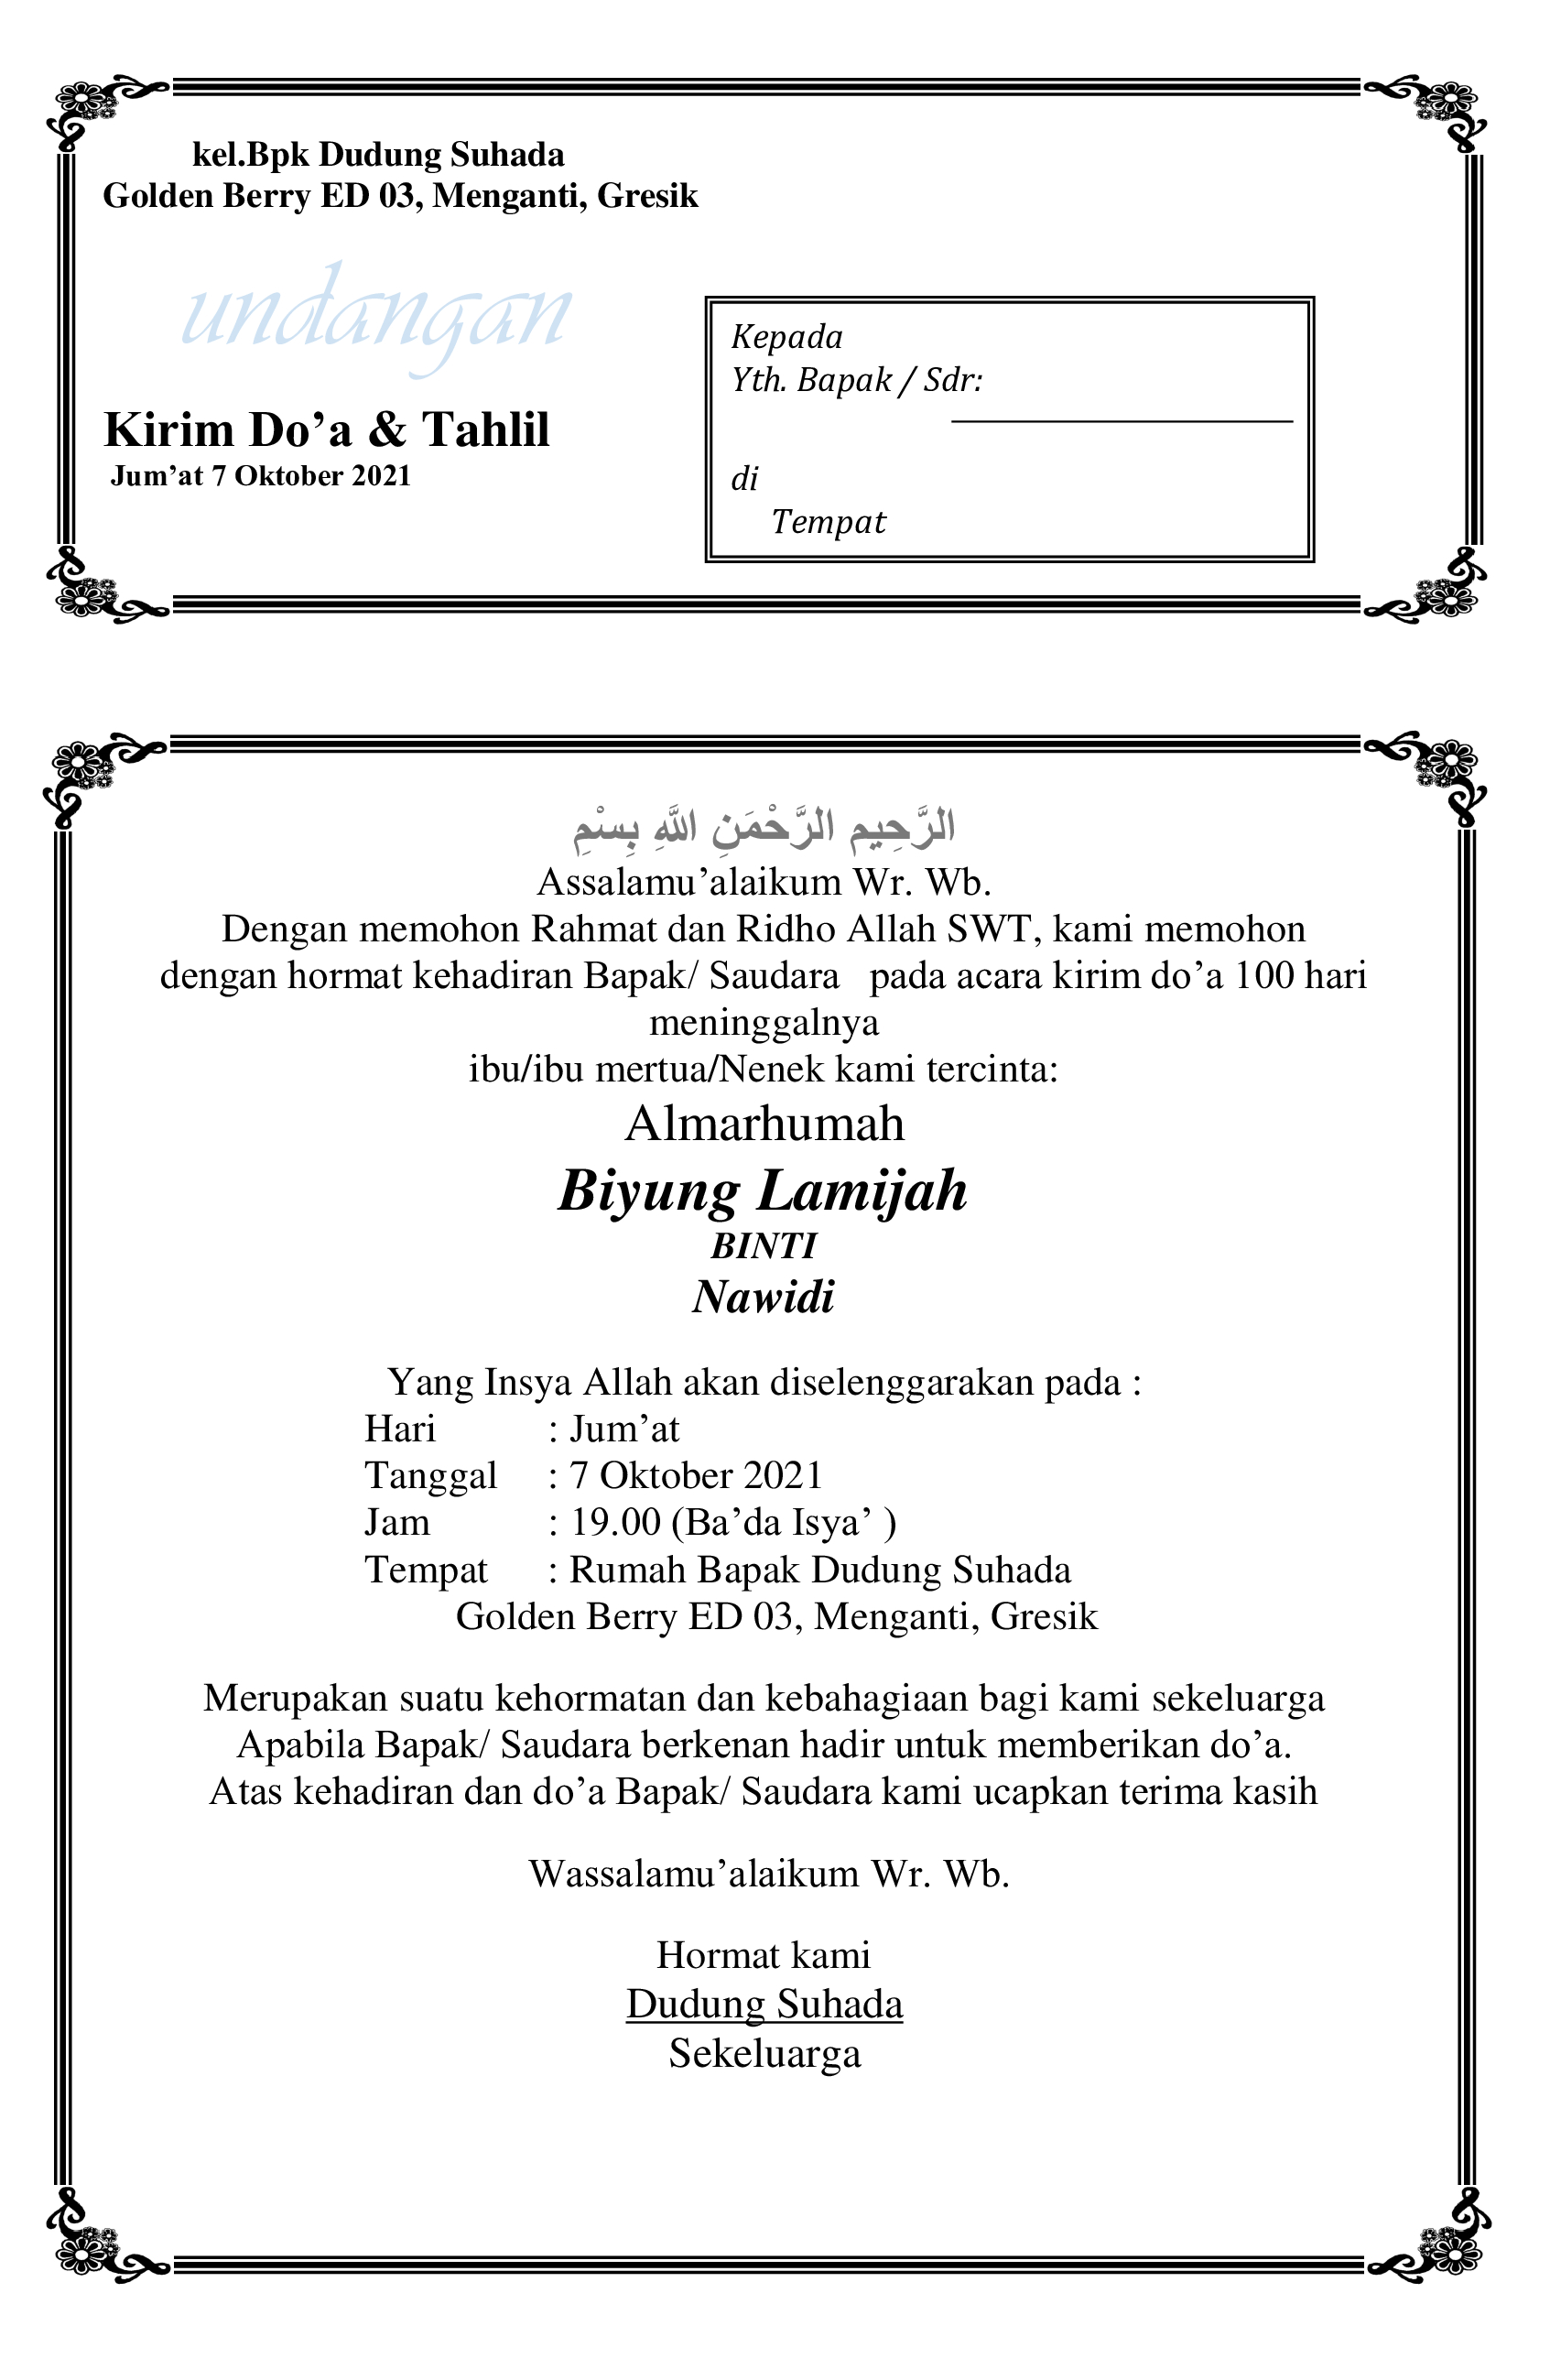 kel.Bpk Dudung Suhada
Golden Berry ED 03, Menganti, Gresik
undangan
Kirim Do’a & Tahlil
Jum’at 7 Oktober 2021
Kepada
Yth. Bapak / Sdr:
di
Tempat
الرَّحِيم الرَّحْمَنِ اللَّهِ بِسْمِ
Assalamu’alaikum Wr. Wb.
Dengan memohon Rahmat dan Ridho Allah SWT, kami memohon
dengan hormat kehadiran Bapak/ Saudara   pada acara kirim do’a 100 hari
meninggalnya
ibu/ibu mertua/Nenek kami tercinta:
Almarhumah
Biyung Lamijah
BINTI
Nawidi
Yang Insya Allah akan diselenggarakan pada :
Hari : Jum’at
Tanggal : 7 Oktober 2021
Jam : 19.00 (Ba’da Isya’ )
Tempat : Rumah Bapak Dudung Suhada
Golden Berry ED 03, Menganti, Gresik
Merupakan suatu kehormatan dan kebahagiaan bagi kami sekeluarga
Apabila Bapak/ Saudara berkenan hadir untuk memberikan do’a.
Atas kehadiran dan do’a Bapak/ Saudara kami ucapkan terima kasih
Wassalamu’alaikum Wr. Wb.
Hormat kami
Dudung Suhada
Sekeluarga